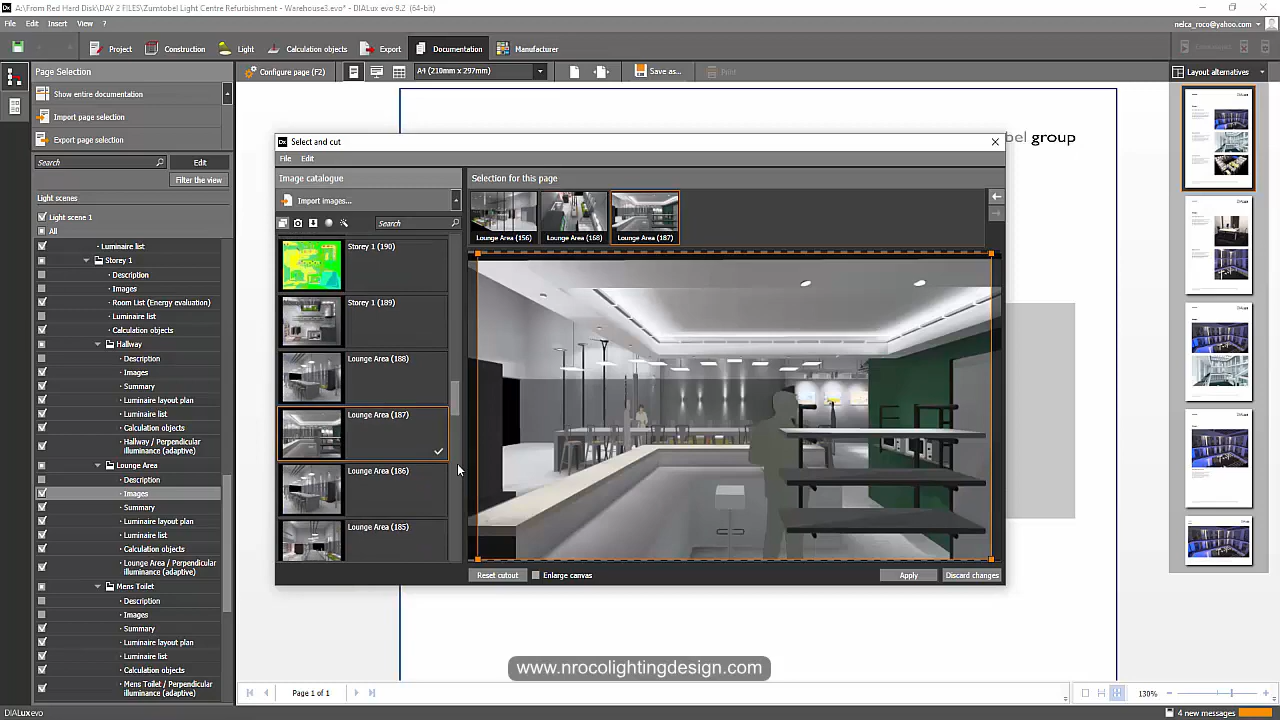 A:\From Red Hard Disk\DAY 2 FILES\Zumtobel Light Centre Refurbishment - Warehouse3.evo* - DIALux evo 9.2 (64-bit)
File Edit Insert View ?
nelca_roco@yahoo.com
Project Construction Light Calculation objects Export Documentation Manufacturer
Page Selection
Configure page (F2)
A4 (210mm x 297mm)
Save as...
Print
Layout alternatives
Show entire documentation
Import page selection
Export page selection
Search
Edit
Filter the view
Light scenes
Light scene 1
All
Luminaire list
Storey 1
Description
Images
Room List (Energy evaluation)
Luminaire list
Calculation objects
Hallway
Description
Images
Summary
Luminaire layout plan
Luminaire list
Calculation objects
Hallway / Perpendicular
illuminance (adaptive)
Lounge Area
Description
Images
Summary
Luminaire layout plan
Luminaire list
Calculation objects
Lounge Area / Perpendicular
illuminance (adaptive)
Mens Toilet
Description
Images
Summary
Luminaire layout plan
Luminaire list
Calculation objects
Mens Toilet / Perpendicular
illuminance (adaptive)
bel group
Dx Select and cut
File Edit
Image catalogue
Import images...
Search
Storey 1 (190)
Storey 1 (189)
Lounge Area (188)
Lounge Area (187)
Lounge Area (186)
Lounge Area (185)
Selection for this page
Lounge Area (156) Lounge Area (168) Lounge Area (187)
Reset cutout
Enlarge canvas
Apply
Discard changes
www.nrocolightingdesign.com
Page 1 of 1
130%
DIALux evo
4 new messages